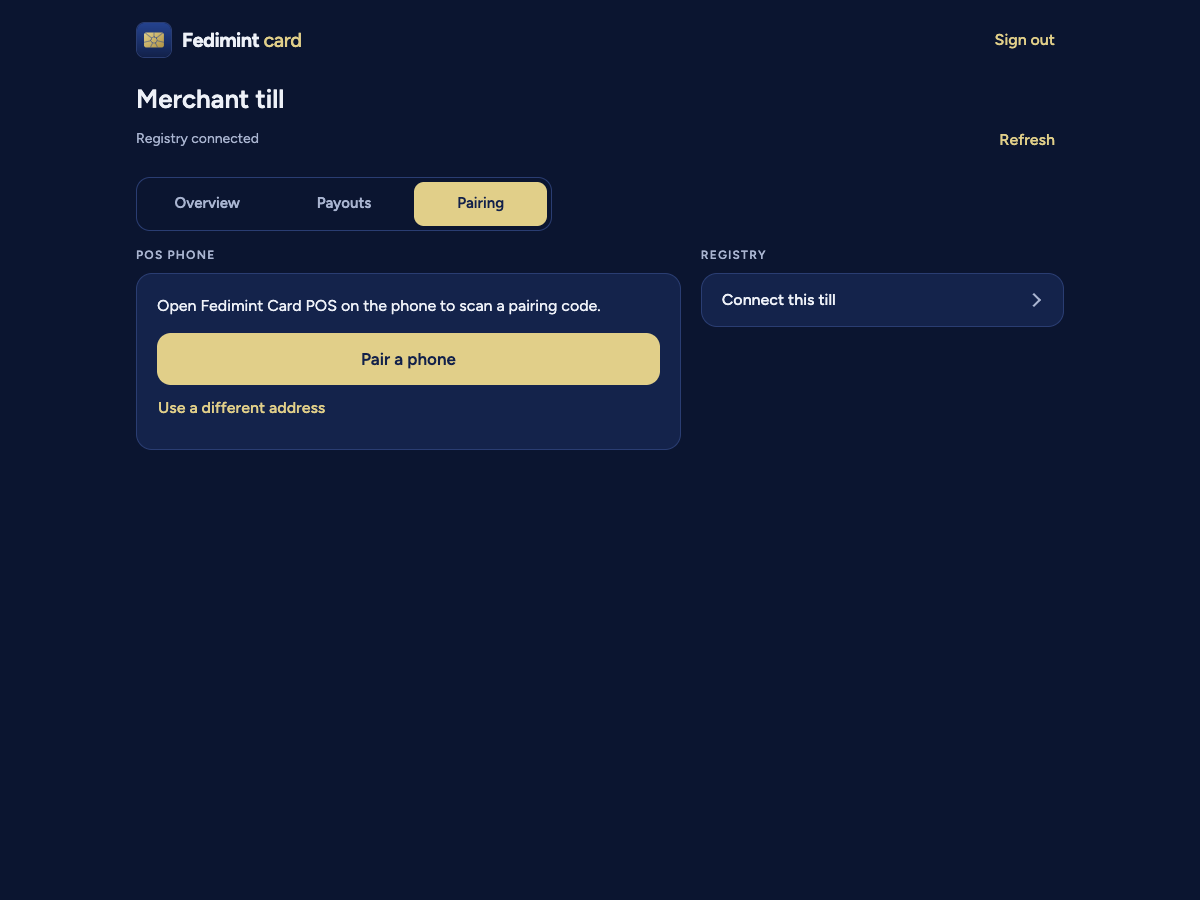 Fedimint card
Sign out
Merchant till
Registry connected
Refresh
Overview
Payouts
Pairing
POS PHONE
Open Fedimint Card POS on the phone to scan a pairing code.
Pair a phone
Use a different address
REGISTRY
Connect this till